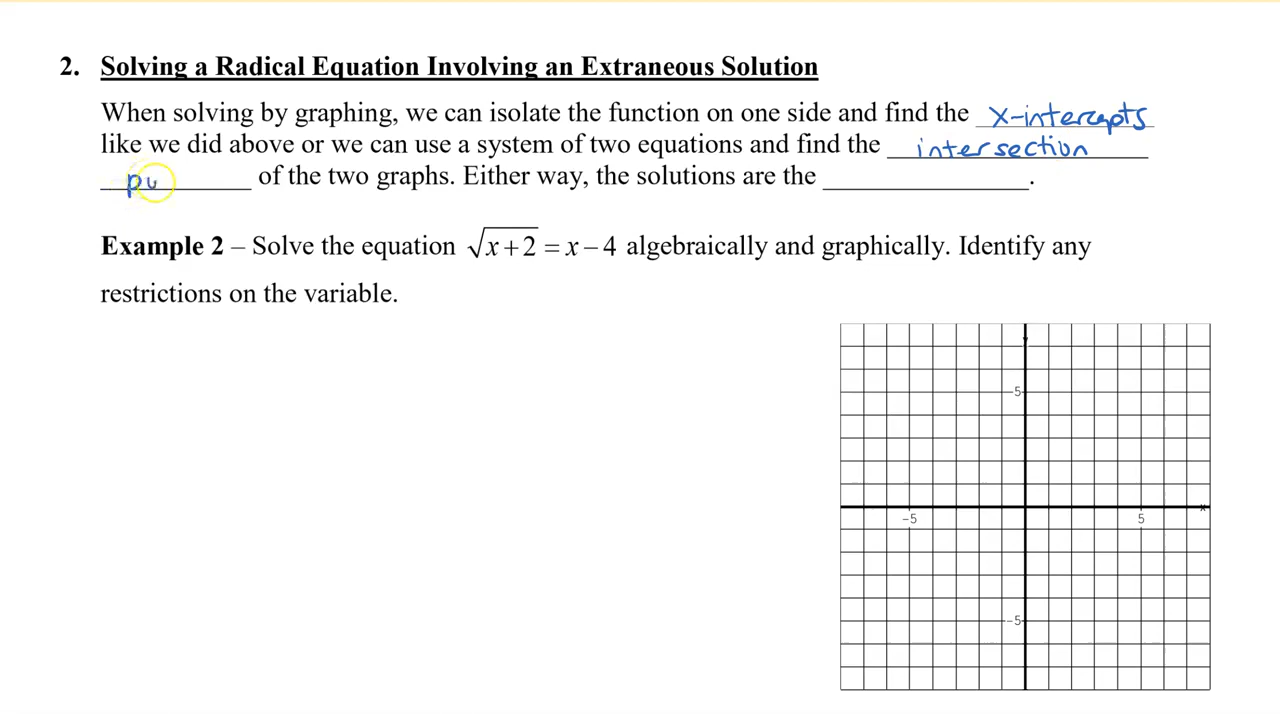 2. Solving a Radical Equation Involving an Extraneous Solution
When solving by graphing, we can isolate the function on one side and find the x-intercepts
like we did above or we can use a system of two equations and find the intersection
of the two graphs. Either way, the solutions are the ____________.
Example 2 – Solve the equation √(x+2) = x − 4 algebraically and graphically. Identify any
restrictions on the variable.
5
-5 5 x
-5